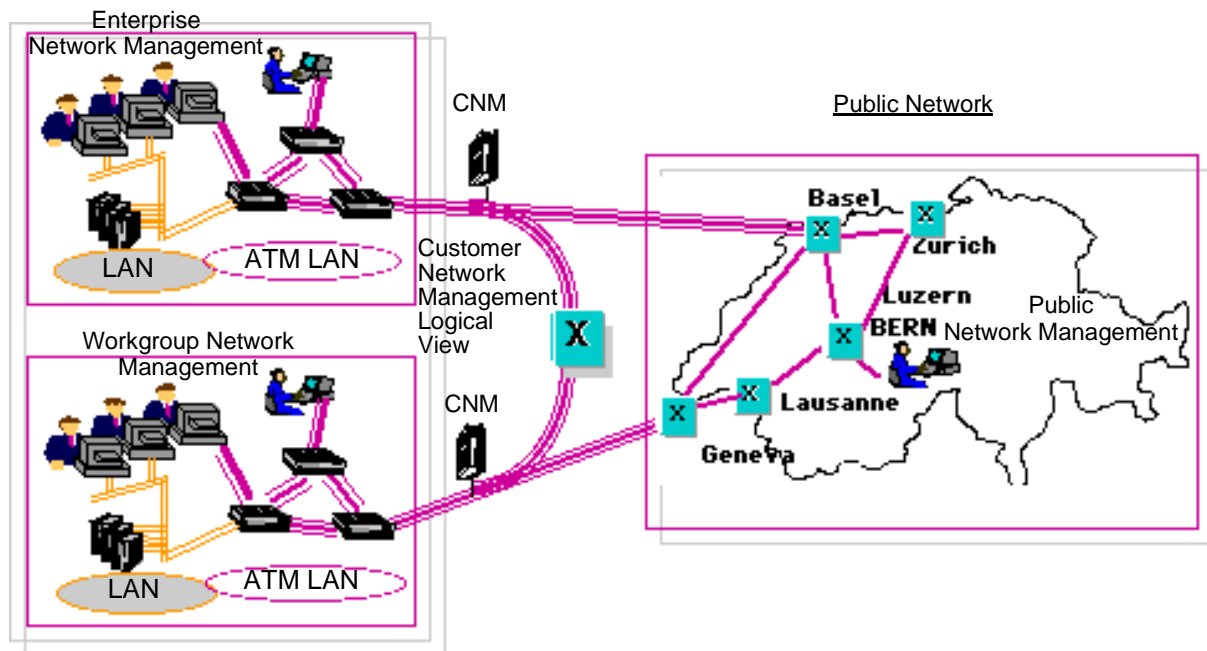 Enterprise
Network Management
LAN
ATM LAN
Workgroup Network
Management
LAN
ATM LAN
CNM
Customer
Network
Management
Logical
View
X
CNM
Public Network
Basel
X
X
Zurich
Luzern
Public
Network Management
BERN
X
X
Lausanne
X
Geneva